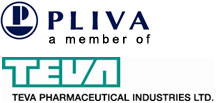 PLIVA
a member of
TEVA
TEVA PHARMACEUTICAL INDUSTRIES LTD.